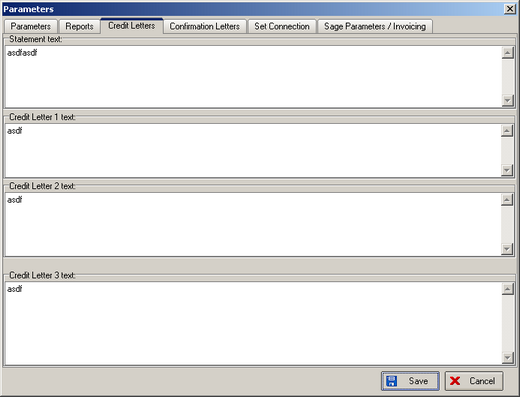 Parameters
Parameters Reports Credit Letters Confirmation Letters Set Connection Sage Parameters / Invoicing
Statement text:
asdfasdf
Credit Letter 1 text:
asdf
Credit Letter 2 text:
asdf
Credit Letter 3 text:
asdf
Save Cancel